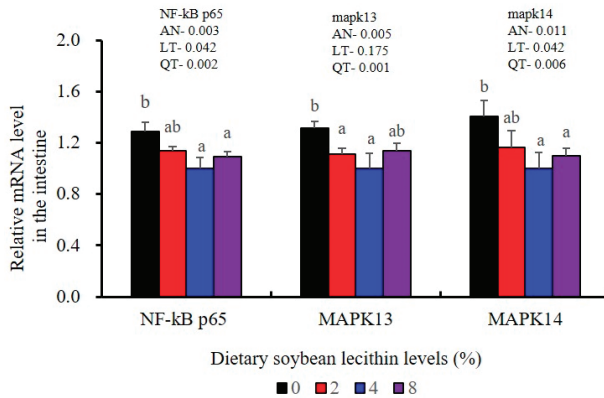 NF-kB p65
AN- 0.003
LT- 0.042
QT- 0.002
mapk13
AN- 0.005
LT- 0.175
QT- 0.001
mapk14
AN- 0.011
LT- 0.042
QT- 0.006
Relative mRNA level
in the intestine
2.0
1.6
1.2
0.8
0.4
0.0
b
ab
a
a
b
a
a
ab
b
ab
a
a
NF-kB p65
MAPK13
MAPK14
Dietary soybean lecithin levels (%)
0 2 4 8